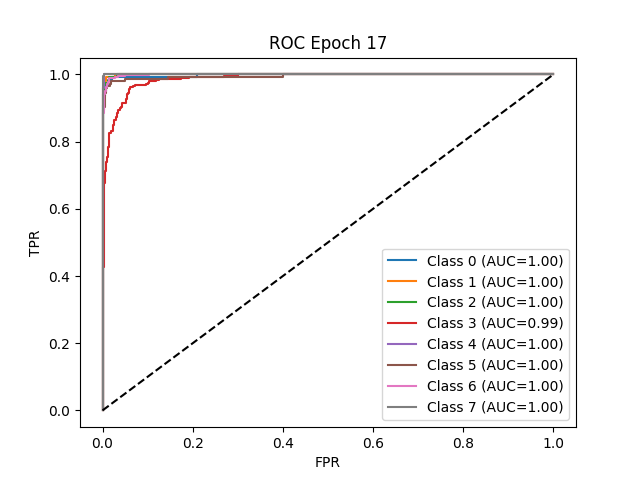 ROC Epoch 17
1.0
0.8
0.6
0.4
0.2
0.0
TPR
Class 0 (AUC=1.00)
Class 1 (AUC=1.00)
Class 2 (AUC=1.00)
Class 3 (AUC=0.99)
Class 4 (AUC=1.00)
Class 5 (AUC=1.00)
Class 6 (AUC=1.00)
Class 7 (AUC=1.00)
0.0 0.2 0.4 0.6 0.8 1.0
FPR